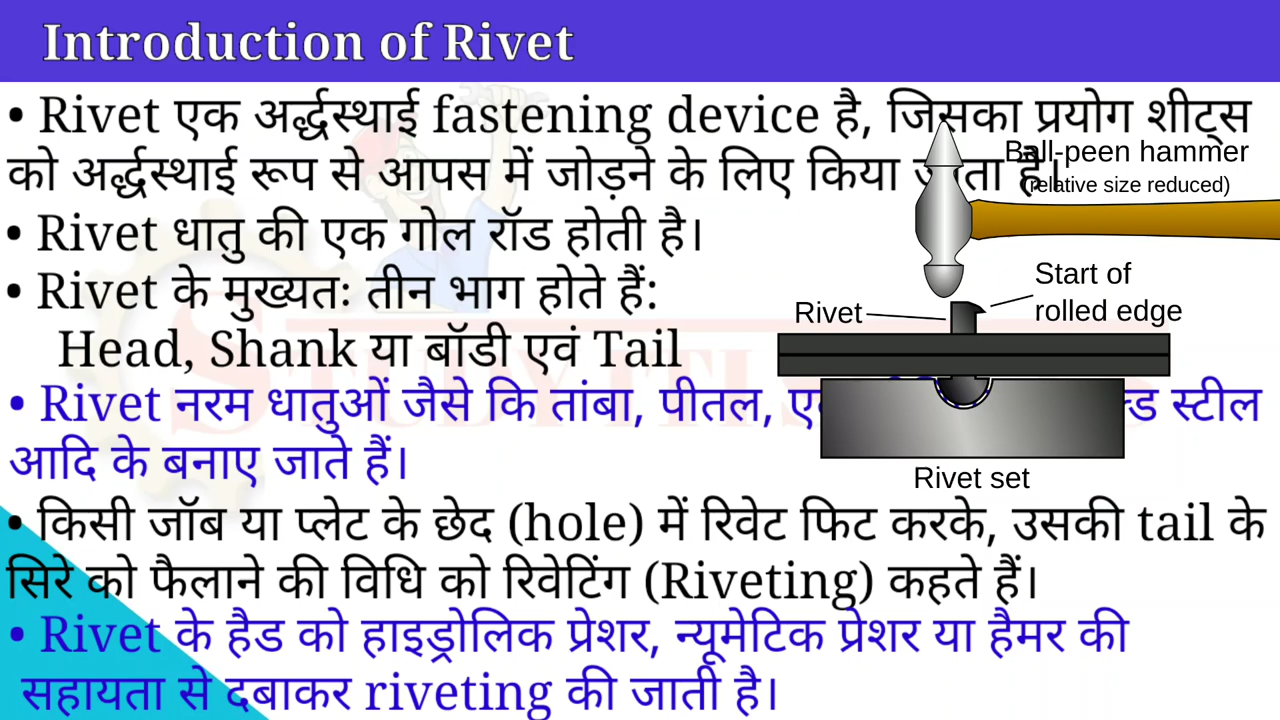 Introduction of Rivet
• Rivet एक अर्द्धस्थाई fastening device है, जिसका प्रयोग शीट्स
को अर्द्धस्थाई रूप से आपस में जोड़ने के लिए किया जाता है।
Ball-peen hammer
(relative size reduced)
• Rivet धातु की एक गोल रॉड होती है।
• Rivet के मुख्यतः तीन भाग होते हैं:
Head, Shank या बॉडी एवं Tail
Start of
rolled edge
Rivet
• Rivet नरम धातुओं जैसे कि तांबा, पीतल, स्टील
आदि के बनाए जाते हैं।
Rivet set
• किसी जॉब या प्लेट के छेद (hole) में रिवेट फिट करके, उसकी tail के
सिरे को फैलाने की विधि को रिवेटिंग (Riveting) कहते हैं।
• Rivet के हैड को हाइड्रोलिक प्रेशर, न्यूमेटिक प्रेशर या हैमर की
सहायता से दबाकर riveting की जाती है।